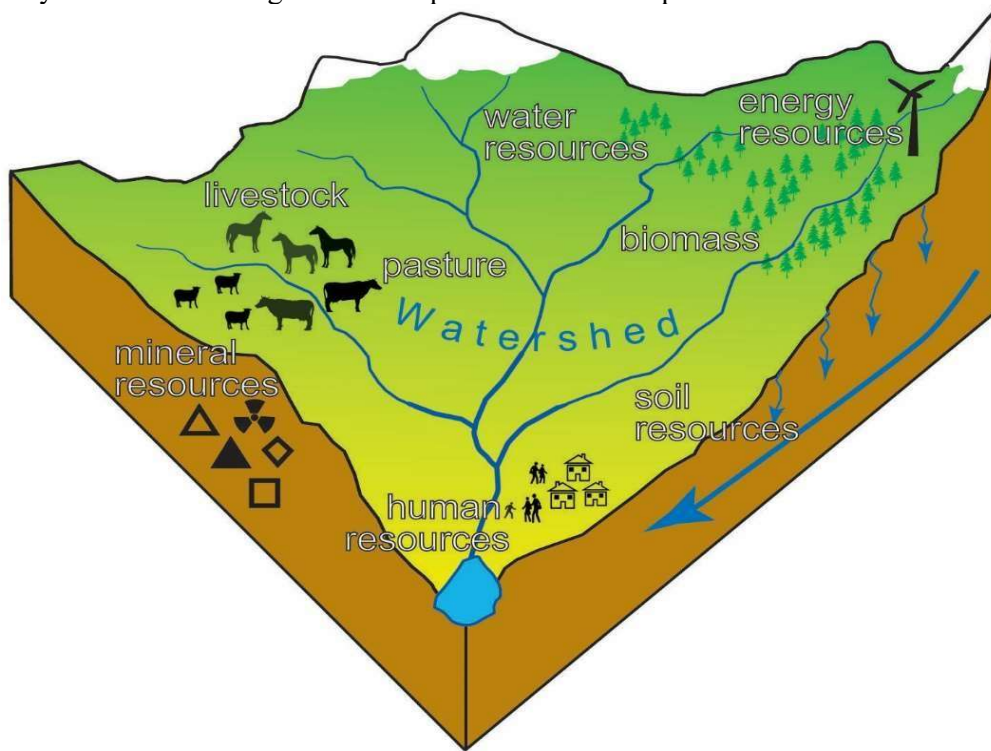 water
resources
energy
resources
livestock
biomass
pasture
Watershed
mineral
resources
soil
resources
human
resources